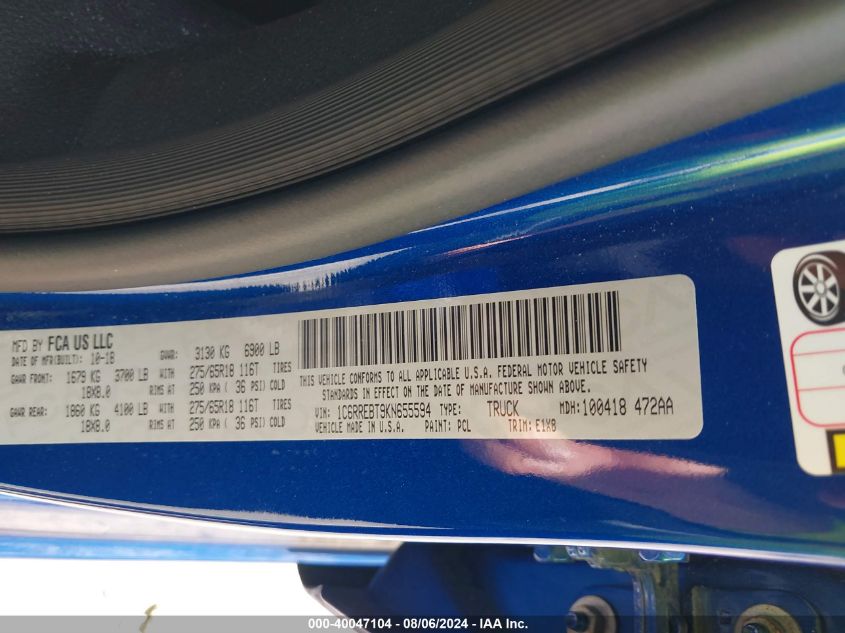 MFD BY FCA US LLC
DATE OF MFR(BUILT): 10-18 GVWR: 3130 KG 6900 LB
GAWR FRONT: 1679 KG 3700 LB WITH 275/65R18 116T TIRES
18X8.0 RIMS AT 250 KPA ( 36 PSI) COLD
GAWR REAR: 1860 KG 4100 LB WITH 275/65R18 116T TIRES
18X8.0 RIMS AT 250 KPA ( 36 PSI) COLD
THIS VEHICLE CONFORMS TO ALL APPLICABLE U.S.A. FEDERAL MOTOR VEHICLE SAFETY
STANDARDS IN EFFECT ON THE DATE OF MANUFACTURE SHOWN ABOVE.
VIN: 1C6RREBT9KN655594 TYPE: TRUCK MDH:100418 472AA
VEHICLE MADE IN U.S.A. PAINT: PCL TRIM: E1X8
000-40047104 - 08/06/2024 - IAA Inc.